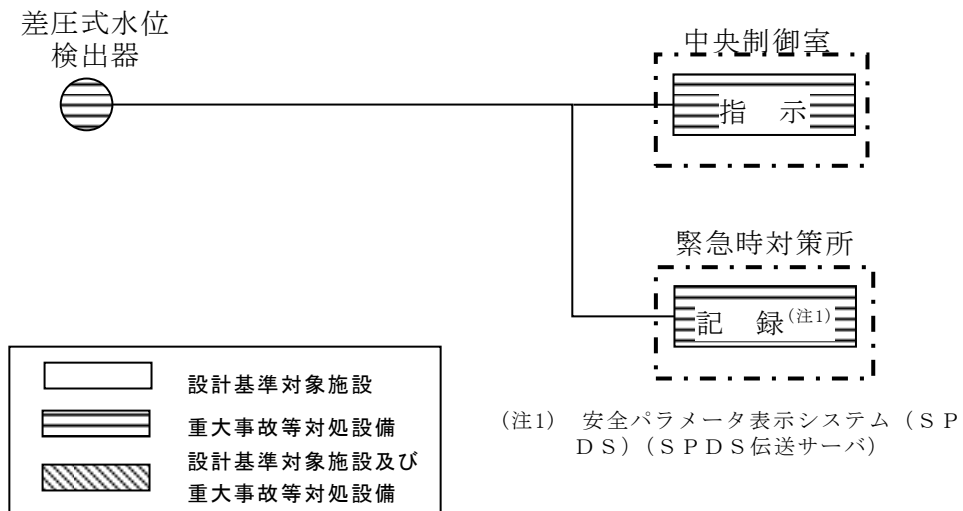 差圧式水位
検出器
中央制御室
指 示
緊急時対策所
記 録(注1)
設計基準対象施設
重大事故等対処設備
設計基準対象施設及び
重大事故等対処設備
(注1) 安全パラメータ表示システム(SP
DS)(SPDS伝送サーバ)